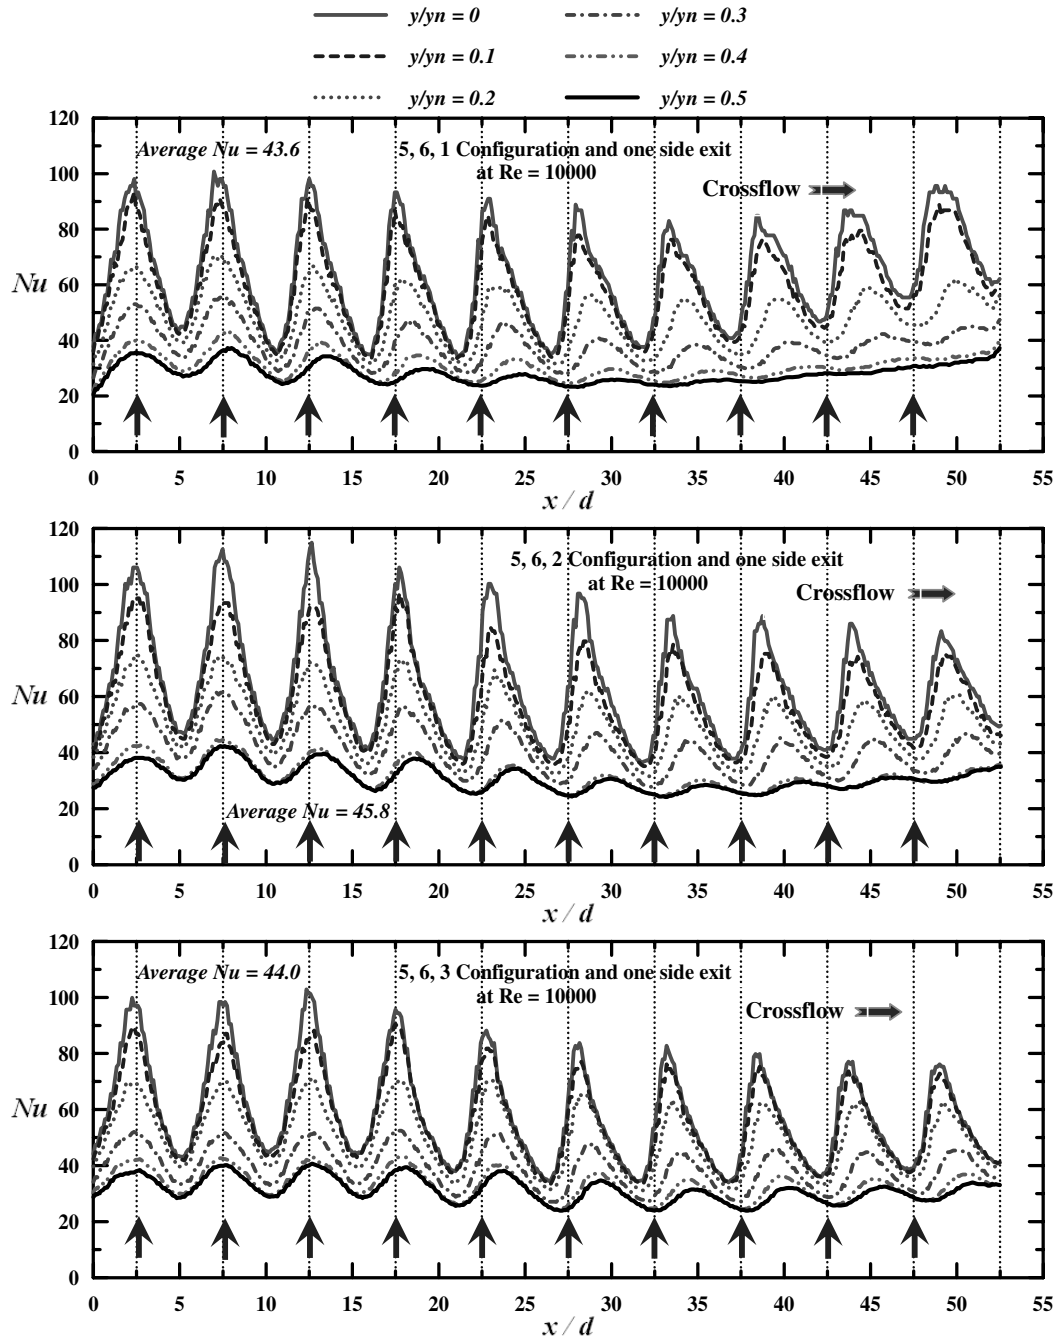 y/yn = 0 y/yn = 0.3
y/yn = 0.1 y/yn = 0.4
y/yn = 0.2 y/yn = 0.5
120
100
80
60
40
20
0
Nu
Average Nu = 43.6
5, 6, 1 Configuration and one side exit
at Re = 10000
Crossflow
0 5 10 15 20 25 30 35 40 45 50 55
x / d
120
100
80
60
40
20
0
Nu
5, 6, 2 Configuration and one side exit
at Re = 10000
Crossflow
Average Nu = 45.8
0 5 10 15 20 25 30 35 40 45 50 55
x / d
120
100
80
60
40
20
0
Nu
Average Nu = 44.0
5, 6, 3 Configuration and one side exit
at Re = 10000
Crossflow
0 5 10 15 20 25 30 35 40 45 50 55
x / d